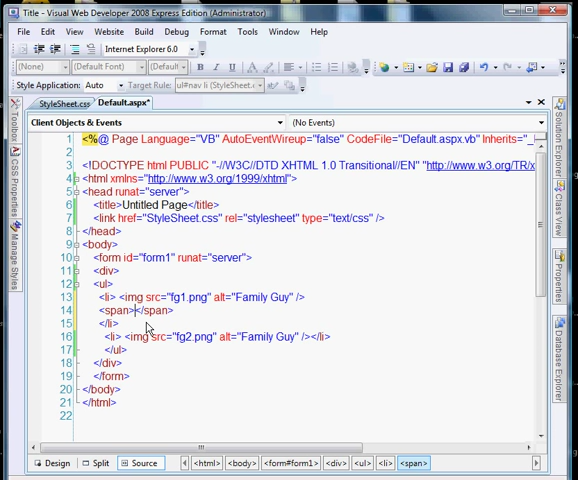 Title - Visual Web Developer 2008 Express Edition (Administrator)
File Edit View Website Build Debug Format Tools Window Help
Internet Explorer 6.0
(None) (Default Font) (Default B I U A
Style Application: Auto Target Rule: ul#nav li (StyleSheet.c
StyleSheet.css Default.aspx*
Client Objects & Events (No Events)
Toolbox
CSS Properties
Manage Styles
1 <%@ Page Language="VB" AutoEventWireup="false" CodeFile="Default.aspx.vb" Inherits="_
2
3 <!DOCTYPE html PUBLIC "-//W3C//DTD XHTML 1.0 Transitional//EN" "http://www.w3.org/TR/x
4 <html xmlns="http://www.w3.org/1999/xhtml">
5 <head runat="server">
6 <title>Untitled Page</title>
7 <link href="StyleSheet.css" rel="stylesheet" type="text/css" />
8 </head>
9 <body>
10 <form id="form1" runat="server">
11 <div>
12 <ul>
13 <li> <img src="fg1.png" alt="Family Guy" />
14 <span></span>
15 </li>
16 <li> <img src="fg2.png" alt="Family Guy" /></li>
17 </ul>
18 </div>
19 </form>
20 </body>
21 </html>
22
Solution Explorer
Class View
Properties
Database Explorer
Design Split Source <html> <body> <form#form1> <div> <ul> <li> <span>